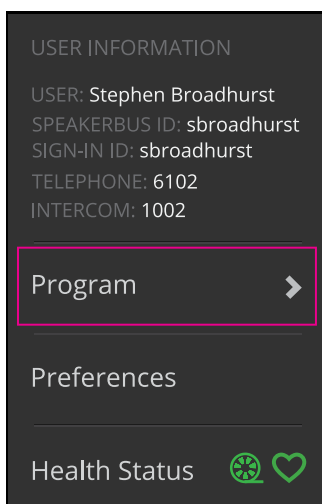 USER INFORMATION
USER: Stephen Broadhurst
SPEAKERBUS ID: sbroadhurst
SIGN-IN ID: sbroadhurst
TELEPHONE: 6102
INTERCOM: 1002
Program
Preferences
Health Status